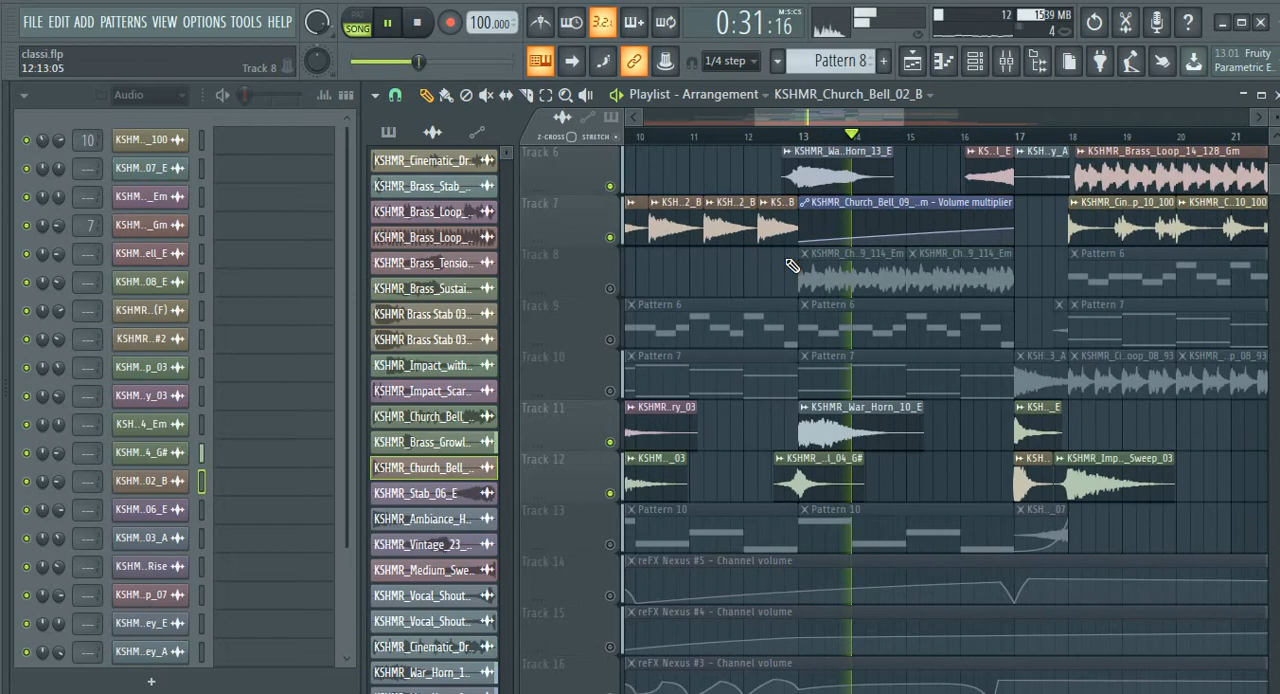 FILE EDIT ADD PATTERNS VIEW OPTIONS TOOLS HELP
PAT
SONG
100.000
3.2.
0:31:16
M:S:CS
12
1539 MB
4
classi.flp
12:13:05
Track 8
1/4 step
Pattern 8
13.01 Fruity
Parametric E..
Audio
Playlist - Arrangement
KSHMR_Church_Bell_02_B
Z-CROSS
STRETCH
10
11
12
13
14
15
16
17
18
19
20
21
10
KSHM.._100
KSHM..07_E
KSHM.._Em
7
KSHM.._Gm
KSHM..ell_E
KSHM..08_E
KSHMR..(F)
KSHMR..#2
KSHM..p_03
KSHM..y_03
KSH..4_Em
KSHM..4_G#
KSHM..02_B
KSHM..06_E
KSHM..03_A
KSHM..Rise
KSHM..p_07
KSHM..ey_E
KSHM..ey_A
KSHMR_Cinematic_Dr..
KSHMR_Brass_Stab_..
KSHMR_Brass_Loop_..
KSHMR_Brass_Loop_..
KSHMR_Brass_Tensio..
KSHMR_Brass_Sustai..
KSHMR Brass Stab 03..
KSHMR Brass Stab 03..
KSHMR_Impact_with..
KSHMR_Impact_Scar..
KSHMR_Church_Bell_..
KSHMR_Brass_Growl..
KSHMR_Church_Bell_..
KSHMR_Stab_06_E
KSHMR_Ambiance_H..
KSHMR_Vintage_23_..
KSHMR_Medium_Swe..
KSHMR_Vocal_Shout..
KSHMR_Vocal_Shout..
KSHMR_Cinematic_Dr..
KSHMR_War_Horn_1..
Track 6
KSHMR_Wa..Horn_13_E
KS..l_E
KSH..y_A
KSHMR_Brass_Loop_14_128_Gm
Track 7
KSH..2_B
KSH..2_B
KS..B
KSHMR_Church_Bell_09_..m - Volume multiplier
KSHMR_Cin..p_10_100
KSHMR_C..10_100
Track 8
KSHMR_Ch..9_114_Em
KSHMR_Ch..9_114_Em
Pattern 6
Track 9
Pattern 6
Pattern 6
Pattern 7
Track 10
Pattern 7
Pattern 7
KSH..3_A
KSHMR_Ci..oop_08_93
KSHMR_..p_08_93
Track 11
KSHMR..ry_03
KSHMR_War_Horn_10_E
KSH.._E
Track 12
KSHM.._03
KSHMR_..l_04_G#
KSH..
KSHMR_Imp.._Sweep_03
Track 13
Pattern 10
Pattern 10
KSH.._07
Track 14
reFX Nexus #5 - Channel volume
Track 15
reFX Nexus #4 - Channel volume
Track 16
reFX Nexus #3 - Channel volume